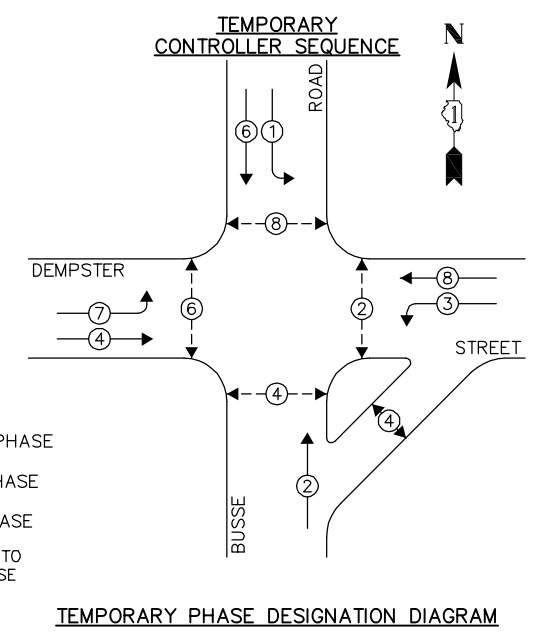 TEMPORARY
CONTROLLER SEQUENCE
N
ROAD
1
6
1
8
DEMPSTER
7
4
6
2
8
3
STREET
4
4
2
BUSSE
PHASE
HASE
ASE
TO
SE
TEMPORARY PHASE DESIGNATION DIAGRAM